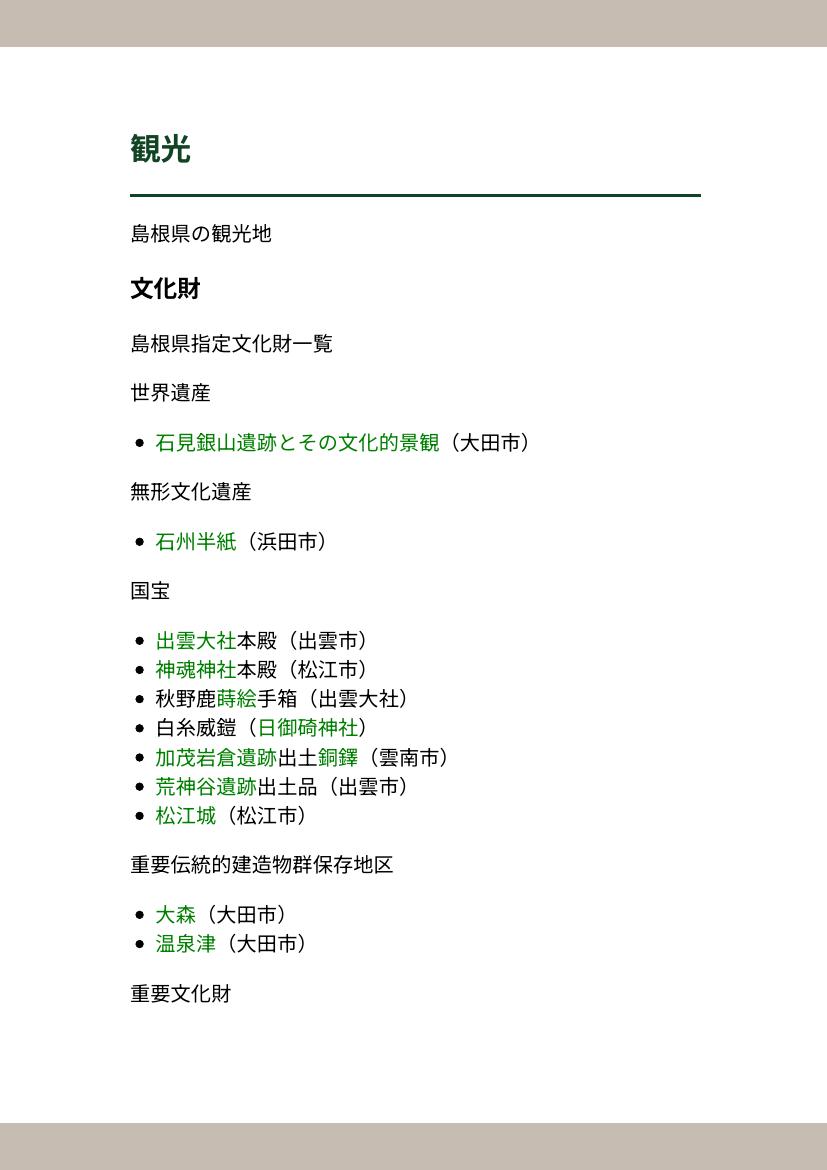 観光
島根県の観光地
文化財
島根県指定文化財一覧
世界遺産
石見銀山遺跡とその文化的景観（大田市）
無形文化遺産
石州半紙（浜田市）
国宝
出雲大社本殿（出雲市）
神魂神社本殿（松江市）
秋野鹿蒔絵手箱（出雲大社）
白糸威鎧（日御碕神社）
加茂岩倉遺跡出土銅鐸（雲南市）
荒神谷遺跡出土品（出雲市）
松江城（松江市）
重要伝統的建造物群保存地区
大森（大田市）
温泉津（大田市）
重要文化財